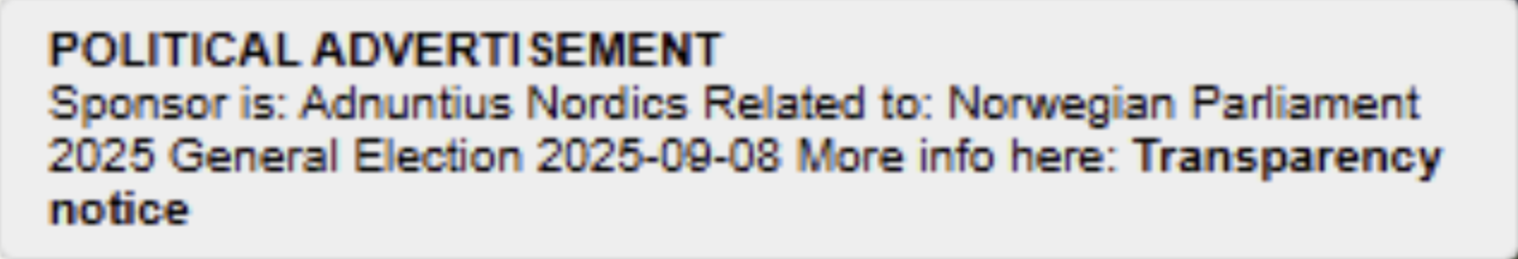 POLITICAL ADVERTISEMENT
Sponsor is: Adnuntius Nordics Related to: Norwegian Parliament
2025 General Election 2025-09-08 More info here: Transparency
notice